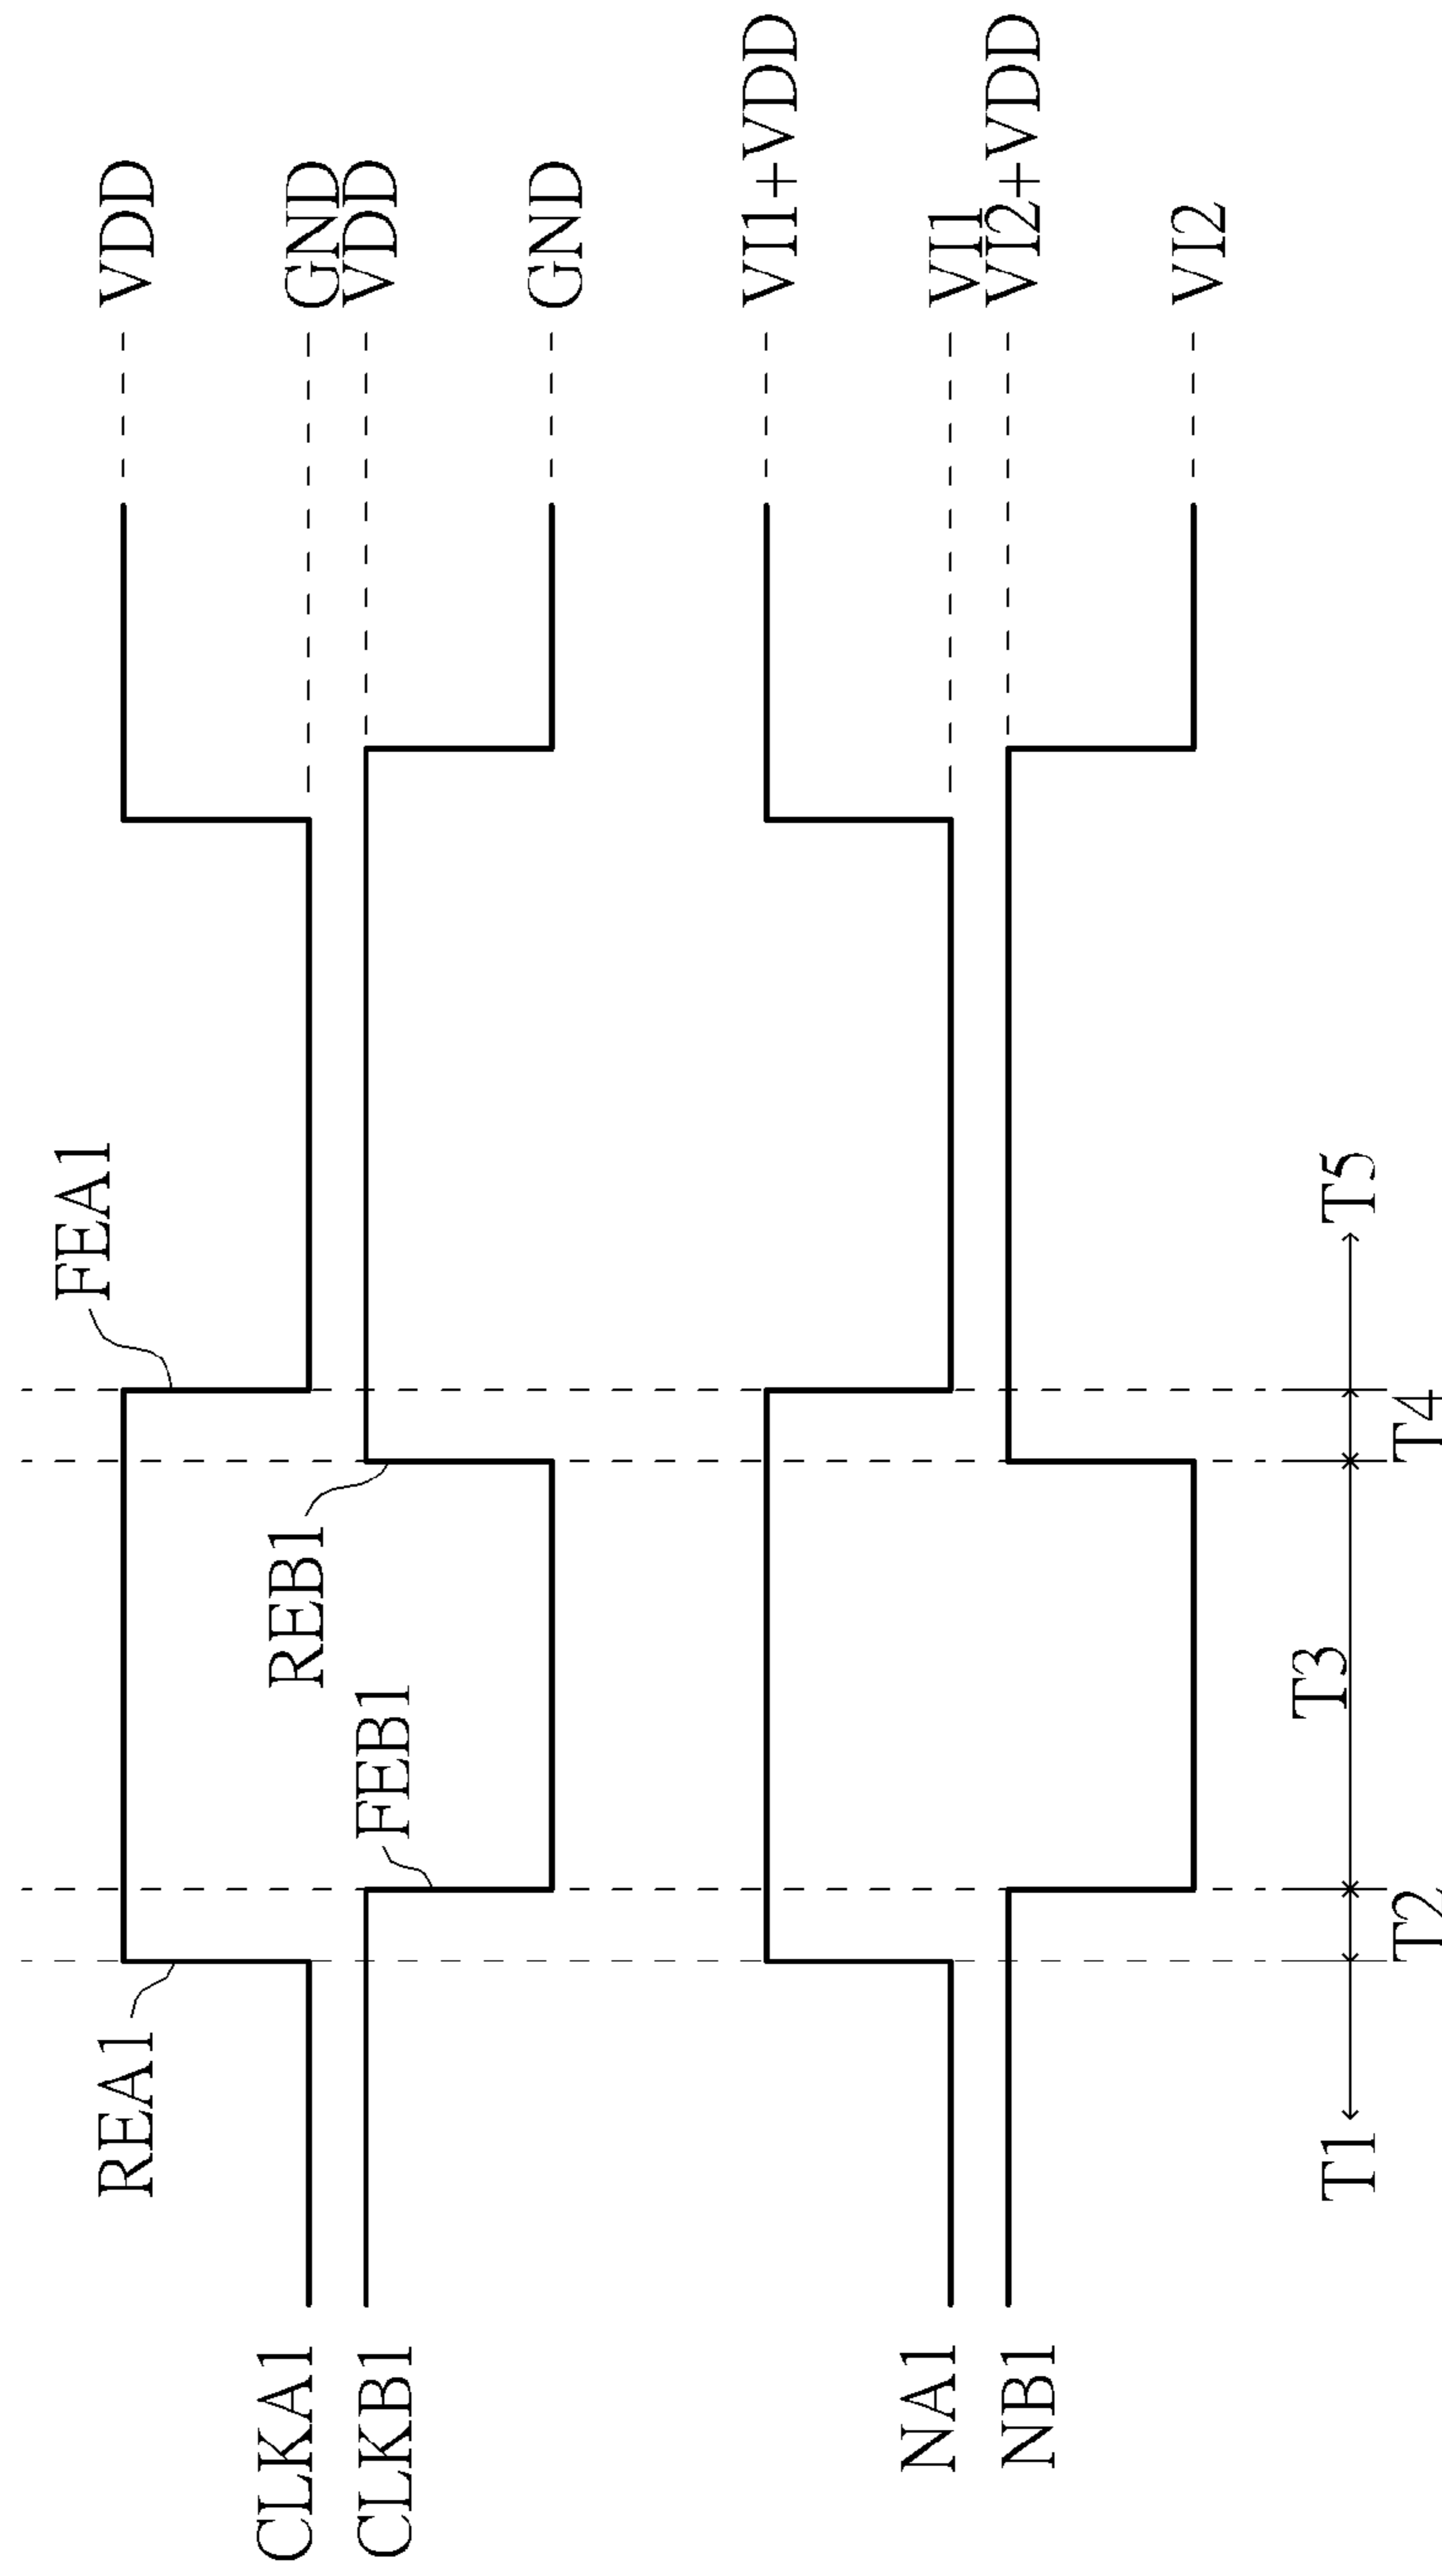 FEA1
REA1
REB1
FEB1
CLKA1
VDD
GND
CLKB1
VDD
GND
NA1
VI1+VDD
VI1
NB1
VI2+VDD
VI2
T1
T2
T3
T4
T5